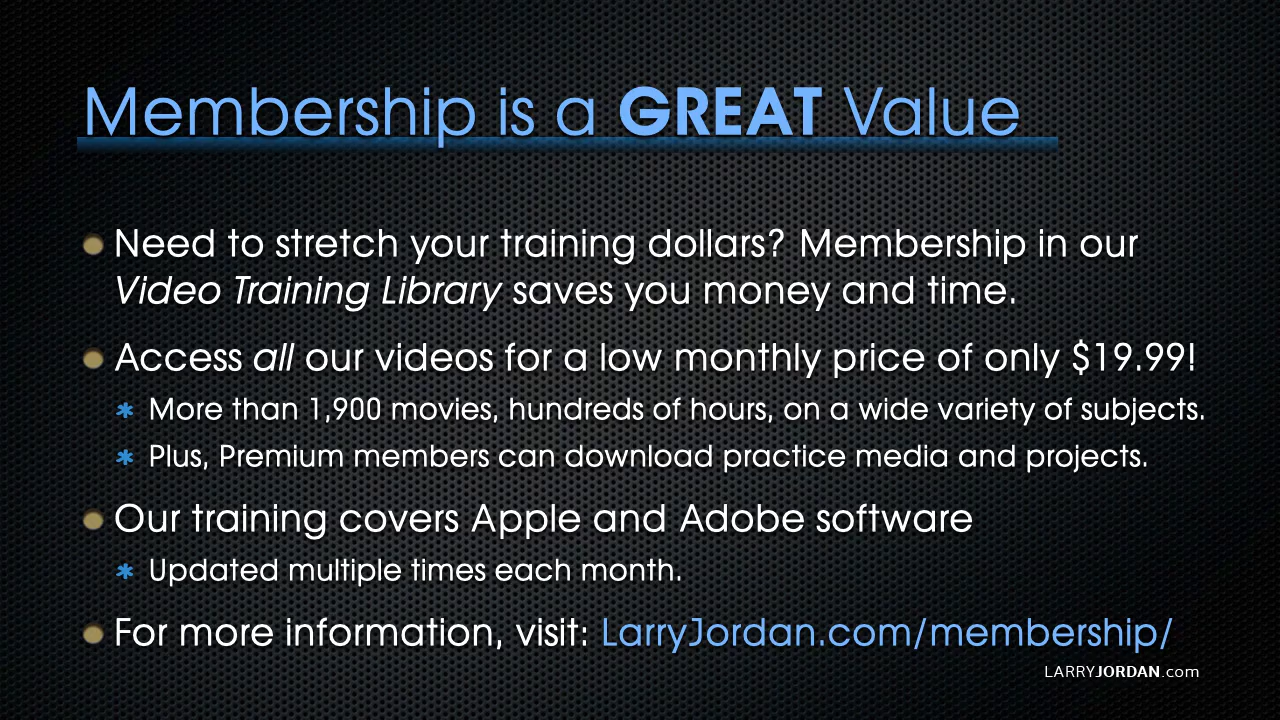 Membership is a GREAT Value
Need to stretch your training dollars? Membership in our
Video Training Library saves you money and time.
Access all our videos for a low monthly price of only $19.99!
More than 1,900 movies, hundreds of hours, on a wide variety of subjects.
Plus, Premium members can download practice media and projects.
Our training covers Apple and Adobe software
Updated multiple times each month.
For more information, visit: LarryJordan.com/membership/
LARRYJORDAN.com